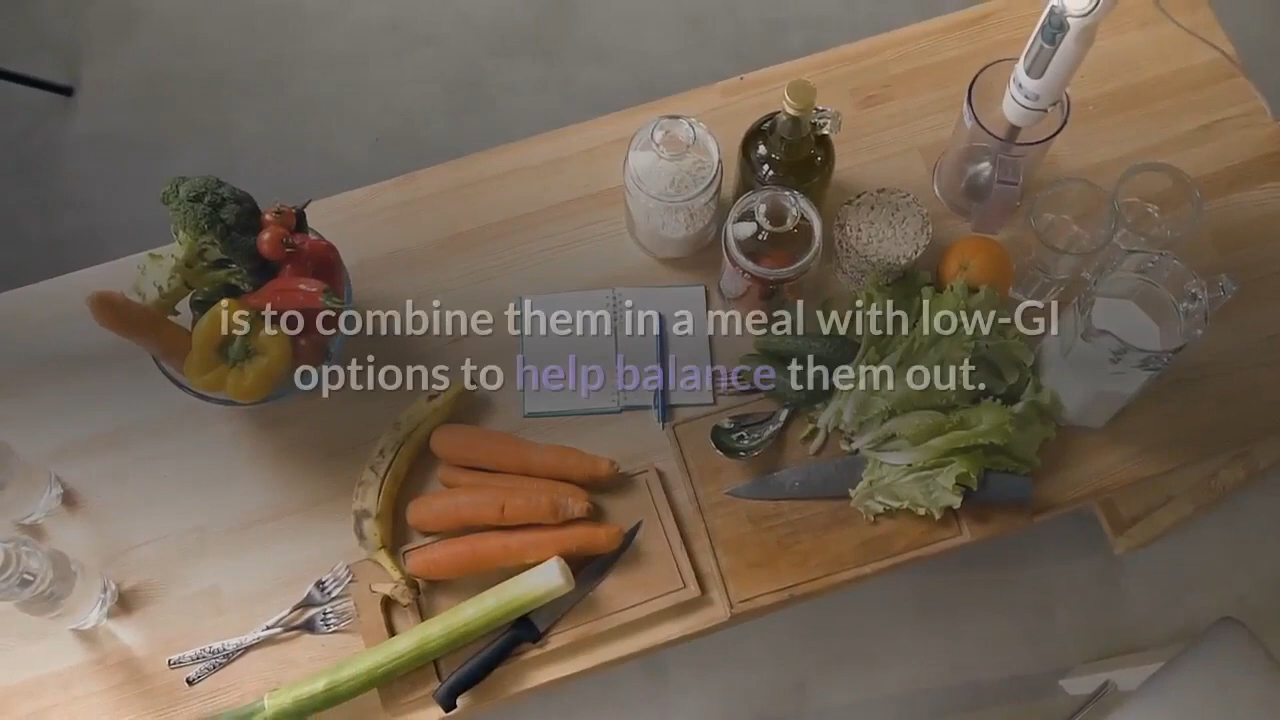 is to combine them in a meal with low-GI
options to help balance them out.